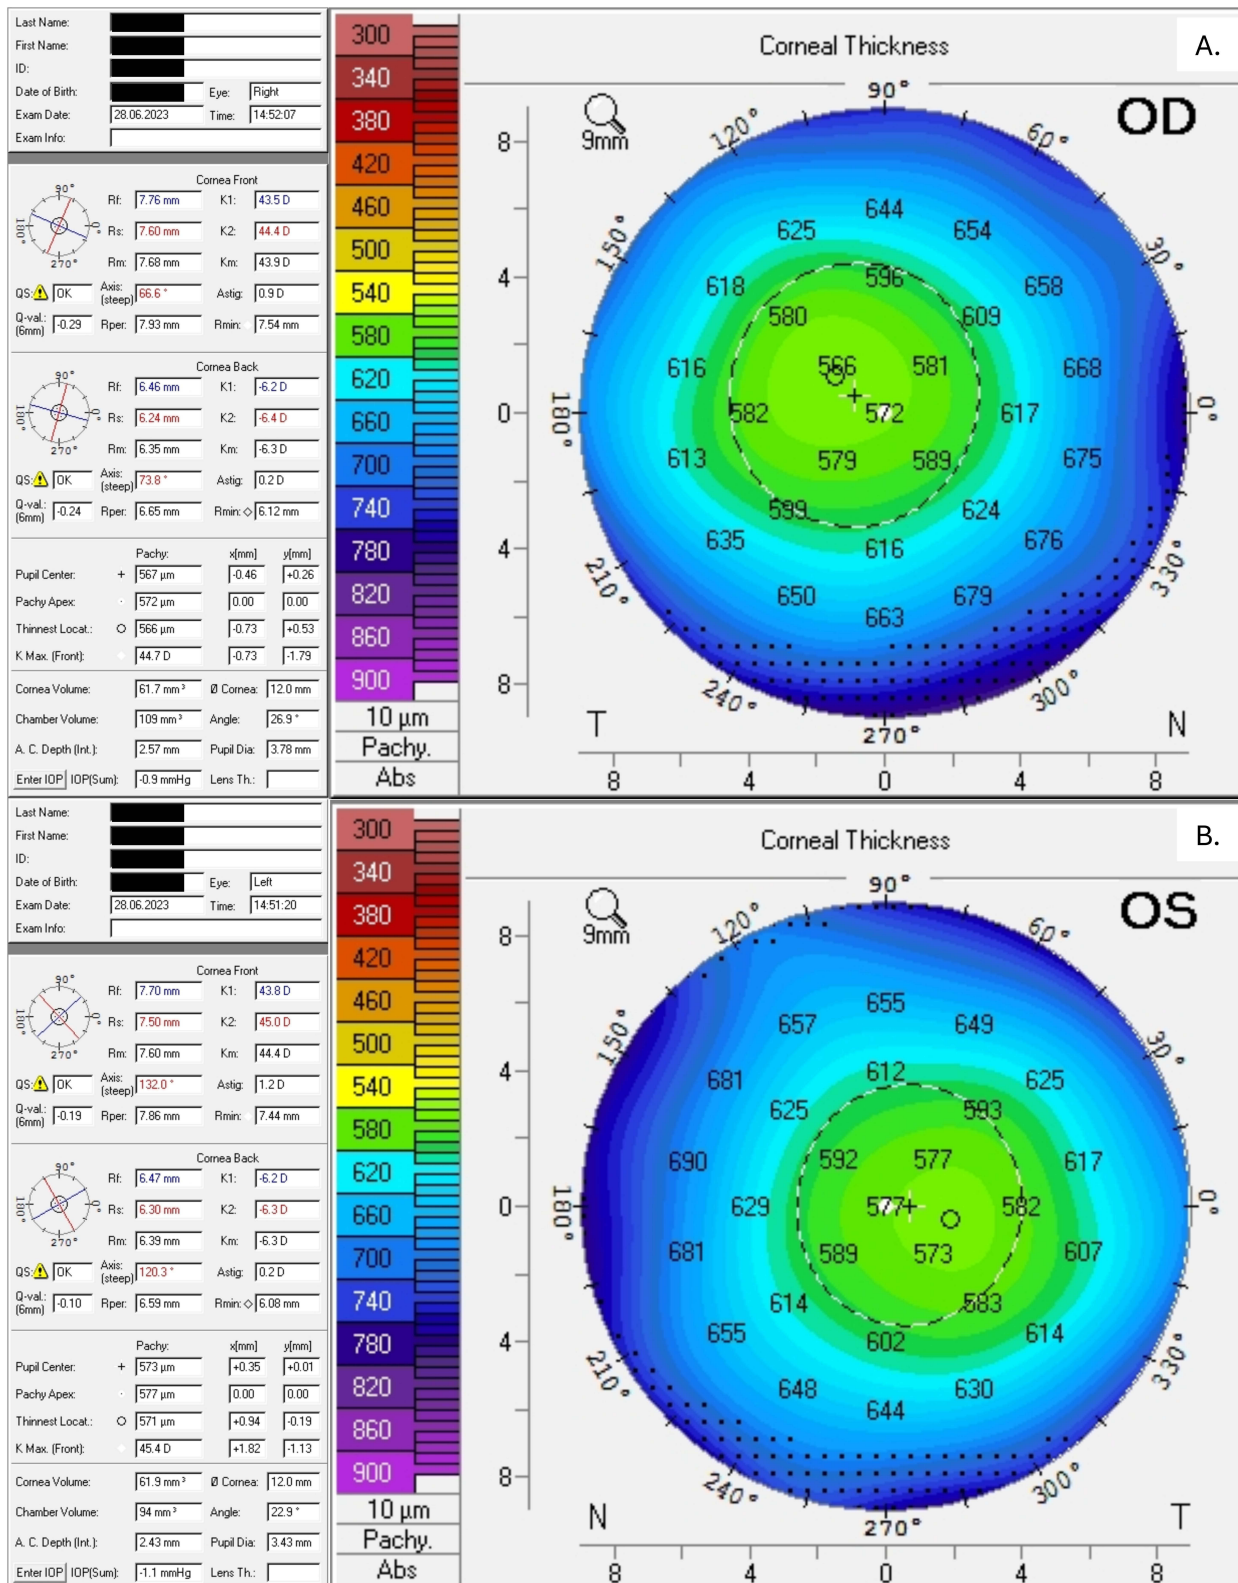 Last Name:
First Name:
ID:
Date of Birth: Eye: Right
Exam Date: 28.06.2023 Time: 14:52:07
Exam Info:
Cornea Front
90°
180° 0°
270°
Rf: 7.76 mm K1: 43.5 D
Rs: 7.60 mm K2: 44.4 D
Rm: 7.68 mm Km: 43.9 D
QS: OK Axis: (steep) 66.6 ° Astig: 0.9 D
Q-val.: (6mm) -0.29 Rper: 7.93 mm Rmin: 7.54 mm
Cornea Back
90°
180° 0°
270°
Rf: 6.46 mm K1: -6.2 D
Rs: 6.24 mm K2: -6.4 D
Rm: 6.35 mm Km: -6.3 D
QS: OK Axis: (steep) 73.8 ° Astig: 0.2 D
Q-val.: (6mm) -0.24 Rper: 6.65 mm Rmin: 6.12 mm
Pachy: x[mm] y[mm]
Pupil Center: + 567 µm -0.46 +0.26
Pachy Apex: 572 µm 0.00 0.00
Thinnest Locat.: O 566 µm -0.73 +0.53
K Max. (Front): 44.7 D -0.73 -1.79
Cornea Volume: 61.7 mm³ Ø Cornea: 12.0 mm
Chamber Volume: 109 mm³ Angle: 26.9 °
A. C. Depth (Int.): 2.57 mm Pupil Dia: 3.78 mm
Enter IOP IOP(Sum): -0.9 mmHg Lens Th.:
300
340
380
420
460
500
540
580
620
660
700
740
780
820
860
900
10 µm
Pachy.
Abs
Corneal Thickness
A.
OD
9mm
90°
120° 60°
150° 30°
180° 0°
210° 330°
240° 300°
270°
8
4
0
4
8
644
625 654
596
618 658
580 609
616 566 581 668
582 572 617
613 579 589 675
599 624
635 616 676
650 679
663
T N
8 4 0 4 8
Last Name:
First Name:
ID:
Date of Birth: Eye: Left
Exam Date: 28.06.2023 Time: 14:51:20
Exam Info:
Cornea Front
90°
180° 0°
270°
Rf: 7.70 mm K1: 43.8 D
Rs: 7.50 mm K2: 45.0 D
Rm: 7.60 mm Km: 44.4 D
QS: OK Axis: (steep) 132.0 ° Astig: 1.2 D
Q-val.: (6mm) -0.19 Rper: 7.86 mm Rmin: 7.44 mm
Cornea Back
90°
180° 0°
270°
Rf: 6.47 mm K1: -6.2 D
Rs: 6.30 mm K2: -6.3 D
Rm: 6.39 mm Km: -6.3 D
QS: OK Axis: (steep) 120.3 ° Astig: 0.2 D
Q-val.: (6mm) -0.10 Rper: 6.59 mm Rmin: 6.08 mm
Pachy: x[mm] y[mm]
Pupil Center: + 573 µm +0.35 +0.01
Pachy Apex: 577 µm 0.00 0.00
Thinnest Locat.: O 571 µm +0.94 -0.19
K Max. (Front): 45.4 D +1.82 -1.13
Cornea Volume: 61.9 mm³ Ø Cornea: 12.0 mm
Chamber Volume: 94 mm³ Angle: 22.9 °
A. C. Depth (Int.): 2.43 mm Pupil Dia: 3.43 mm
Enter IOP IOP(Sum): -1.1 mmHg Lens Th.:
300
340
380
420
460
500
540
580
620
660
700
740
780
820
860
900
10 µm
Pachy.
Abs
Corneal Thickness
B.
OS
9mm
90°
120° 60°
150° 30°
180° 0°
210° 330°
240° 300°
270°
8
4
0
4
8
655
657 649
612
681 625
625 593
690 592 577 617
629 577 582
681 589 573 607
614 583
655 602 614
648 630
644
N T
8 4 0 4 8